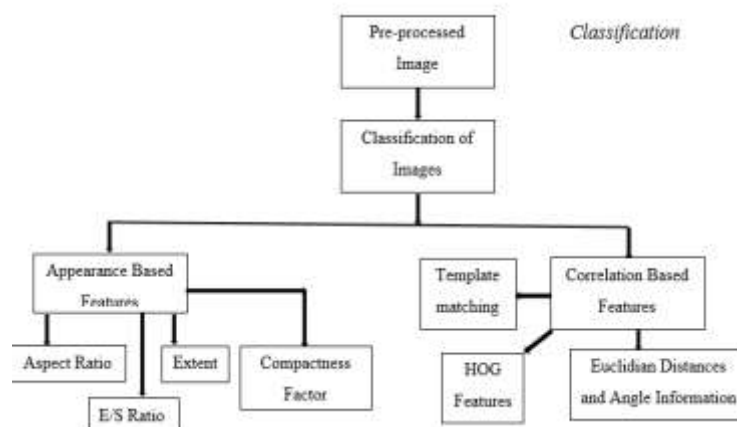 Pre-processed
Image
Classification
Classification of
Images
Appearance Based
Features
Template
matching
Correlation Based
Features
Aspect Ratio
Extent
Compactness
Factor
HOG
Features
Euclidian Distances
and Angle Information
E/S Ratio